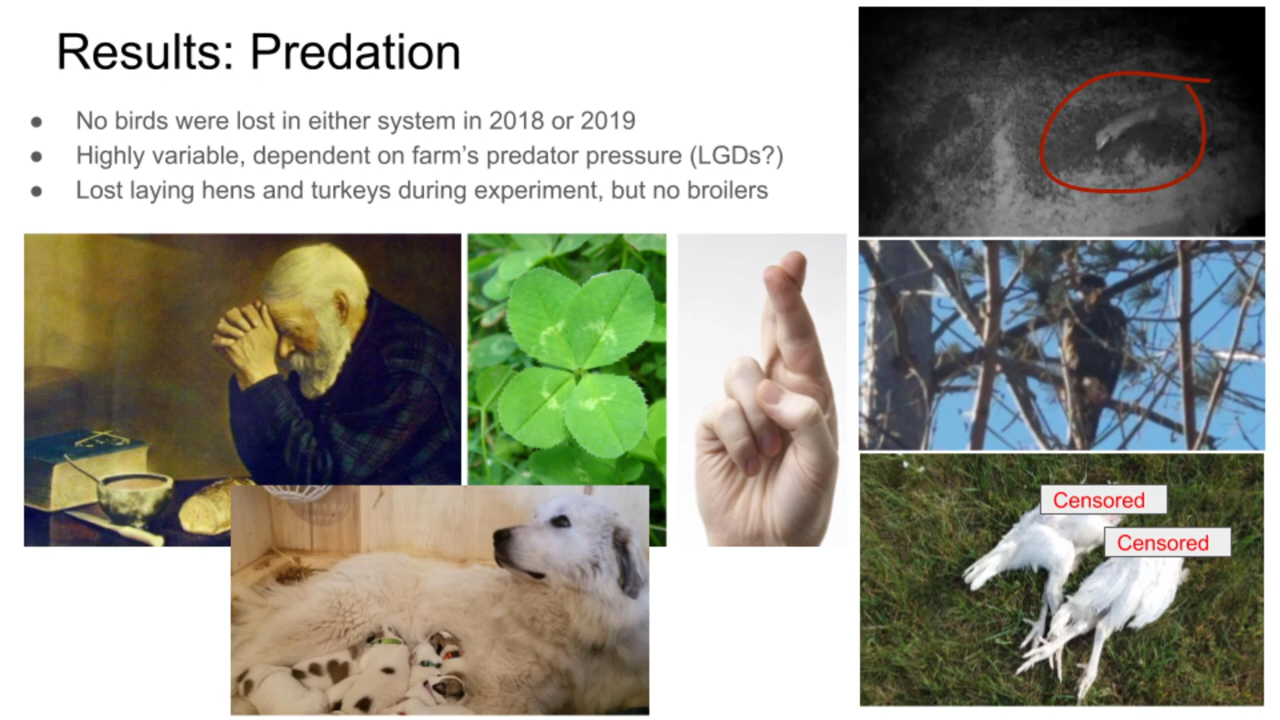 Results: Predation
● No birds were lost in either system in 2018 or 2019
● Highly variable, dependent on farm's predator pressure (LGDs?)
● Lost laying hens and turkeys during experiment, but no broilers
Censored
Censored